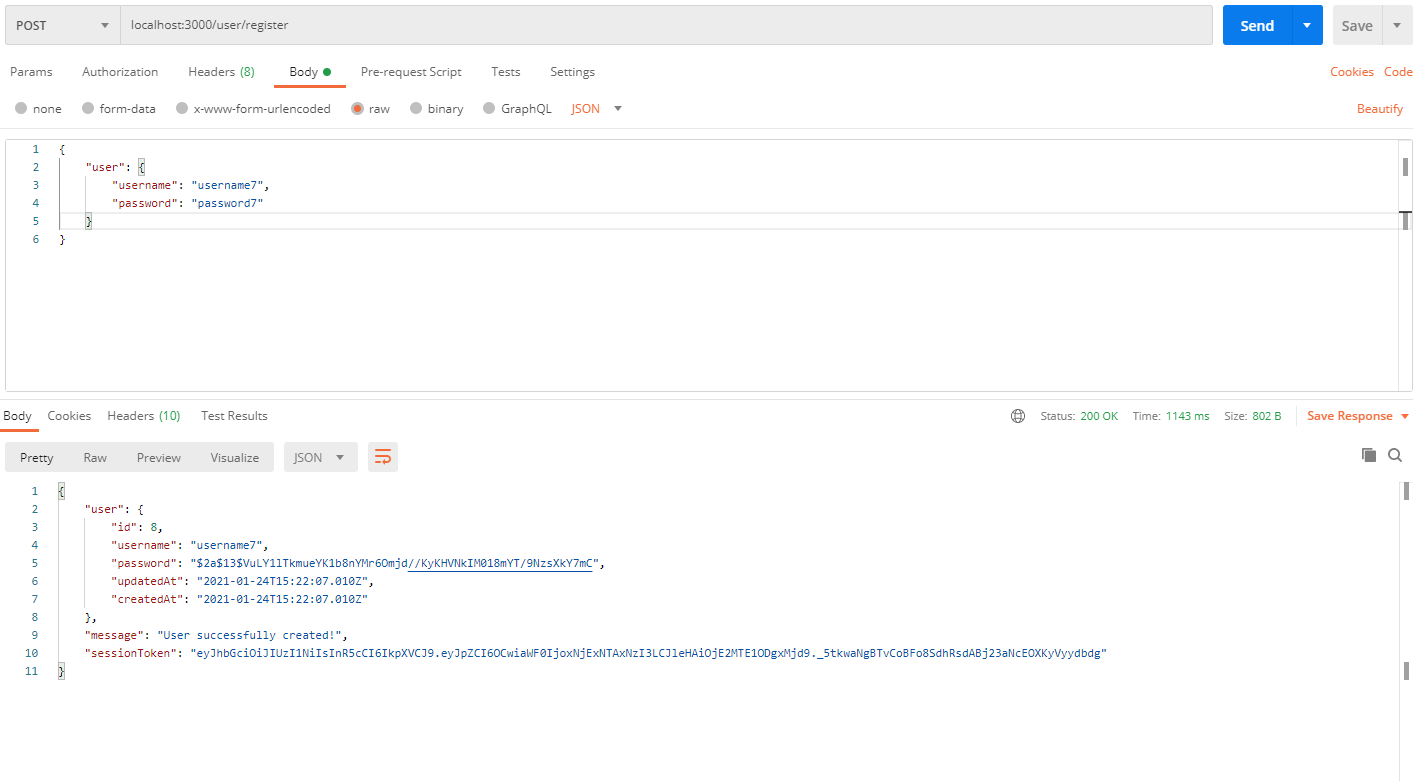 POST localhost:3000/user/register Send Save
Params Authorization Headers (8) Body Pre-request Script Tests Settings Cookies Code
none form-data x-www-form-urlencoded raw binary GraphQL JSON Beautify
1 {
2 "user": {
3 "username": "username7",
4 "password": "password7"
5 }
6 }
Body Cookies Headers (10) Test Results Status: 200 OK Time: 1143 ms Size: 802 B Save Response
Pretty Raw Preview Visualize JSON
1 {
2 "user": {
3 "id": 8,
4 "username": "username7",
5 "password": "$2a$13$VuLY1lTkmueYK1b8nYMr6Omjd//KyKHVNkIM018mYT/9NzsXkY7mC",
6 "updatedAt": "2021-01-24T15:22:07.010Z",
7 "createdAt": "2021-01-24T15:22:07.010Z"
8 },
9 "message": "User successfully created!",
10 "sessionToken": "eyJhbGciOiJIUzI1NiIsInR5cCI6IkpXVCJ9.eyJpZCI6OCwiaWF0IjoxNjExNTAxNzI3LCJleHAiOjE2MTE1ODgxMjd9._5tkwaNgBTvCoBFo8SdhRsdABj23aNcEOXKyVyydbdg"
11 }